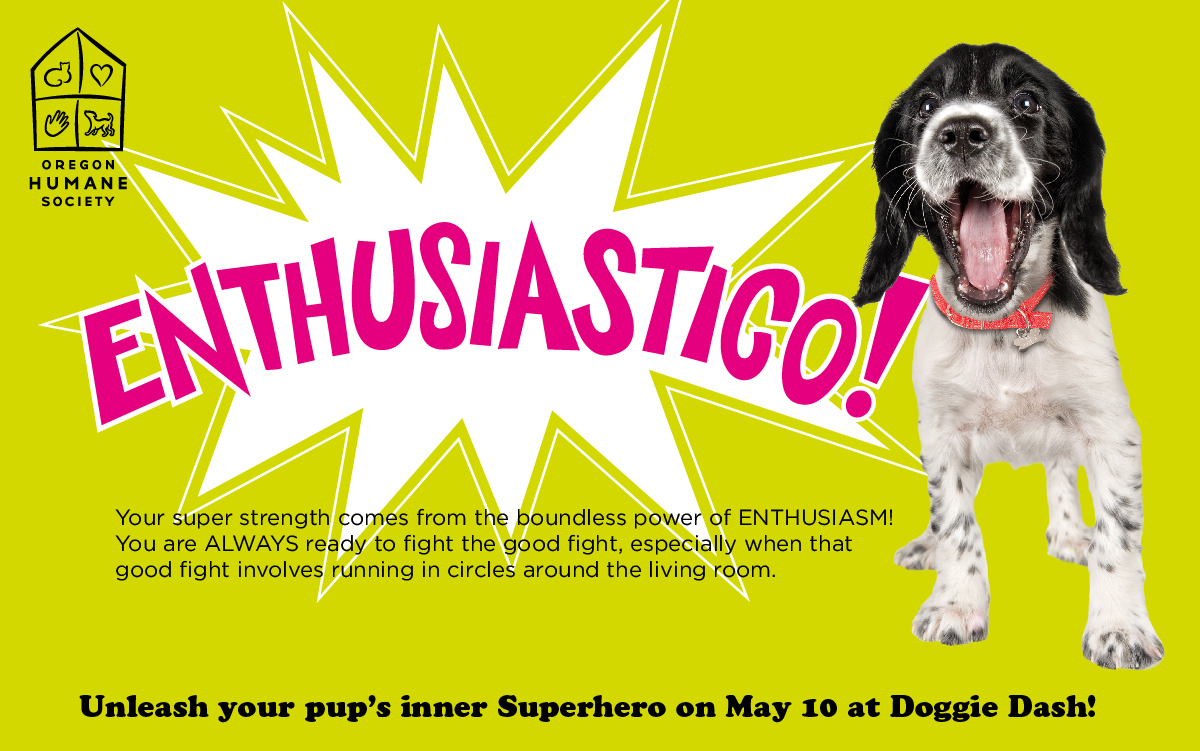 OREGON
HUMANE
SOCIETY
ENTHUSIASTICO!
Your super strength comes from the boundless power of ENTHUSIASM!
You are ALWAYS ready to fight the good fight, especially when that
good fight involves running in circles around the living room.
Unleash your pup’s inner Superhero on May 10 at Doggie Dash!